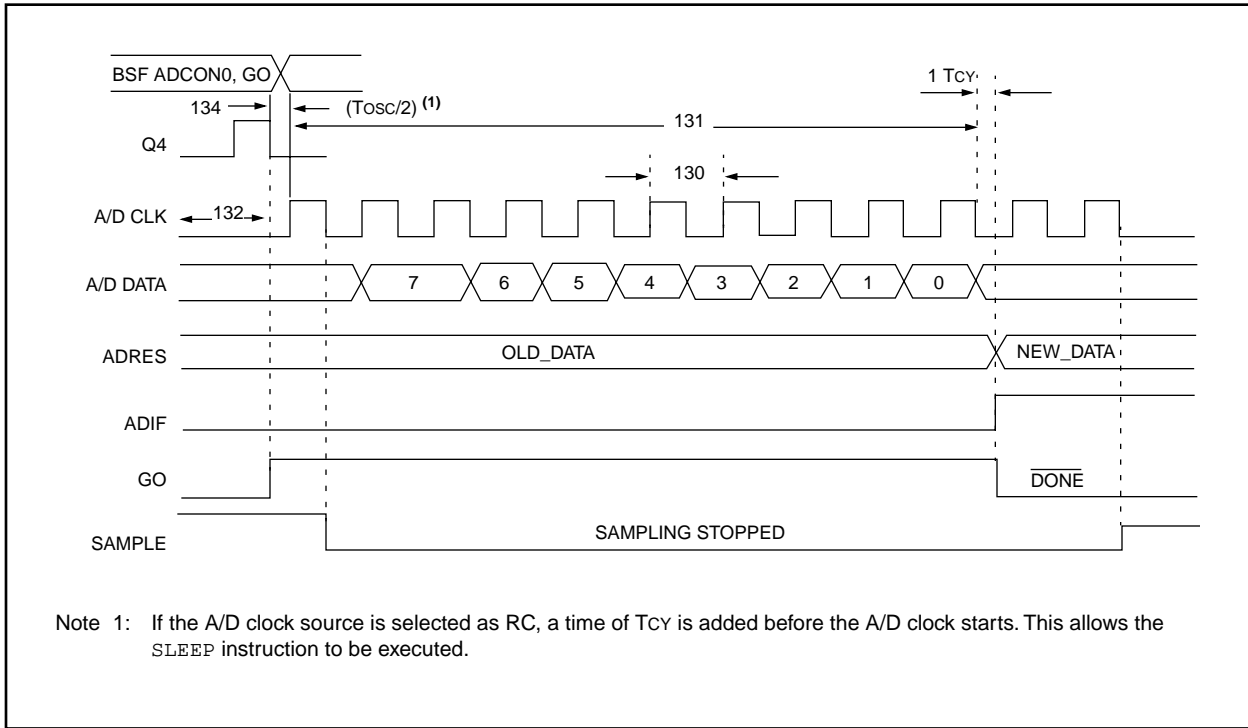 BSF ADCON0, GO
1 TCY
134
(TOSC/2) (1)
131
Q4
130
A/D CLK
132
A/D DATA
7
6
5
4
3
2
1
0
ADRES
OLD_DATA
NEW_DATA
ADIF
GO
DONE
SAMPLE
SAMPLING STOPPED
Note 1: If the A/D clock source is selected as RC, a time of TCY is added before the A/D clock starts. This allows the
SLEEP instruction to be executed.